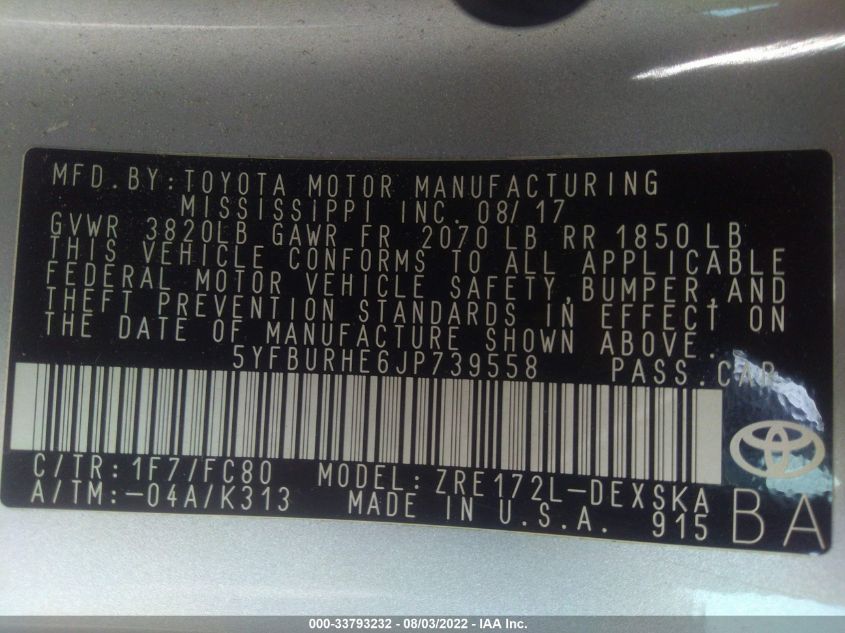 MFD.BY:TOYOTA MOTOR MANUFACTURING
MISSISSIPPI INC. 08/17
GVWR 3820LB GAWR FR 2070 LB RR 1850 LB
THIS VEHICLE CONFORMS TO ALL APPLICABLE
FEDERAL MOTOR VEHICLE SAFETY,BUMPER,AND
THEFT PREVENTION STANDARDS IN EFFECT ON
THE DATE OF MANUFACTURE SHOWN ABOVE.
5YFBURHE6JP739558 PASS.CAR
C/TR:1F7/FC80 MODEL:ZRE172L-DEXSKA
A/TM:-04A/K313 MADE IN U.S.A. 915
BA
000-33793232 - 08/03/2022 - IAA Inc.